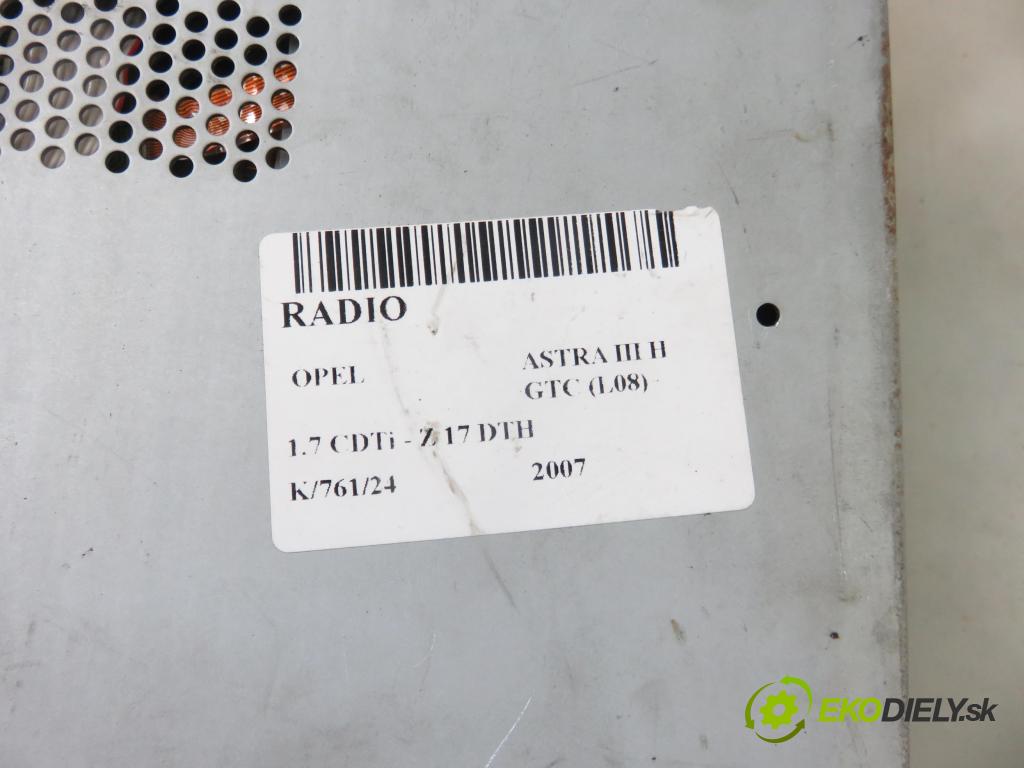 RADIO
OPEL ASTRA III H
GTC (L08)
1.7 CDTi - Z 17 DTH
K/761/24 2007
EKODIELY.sk